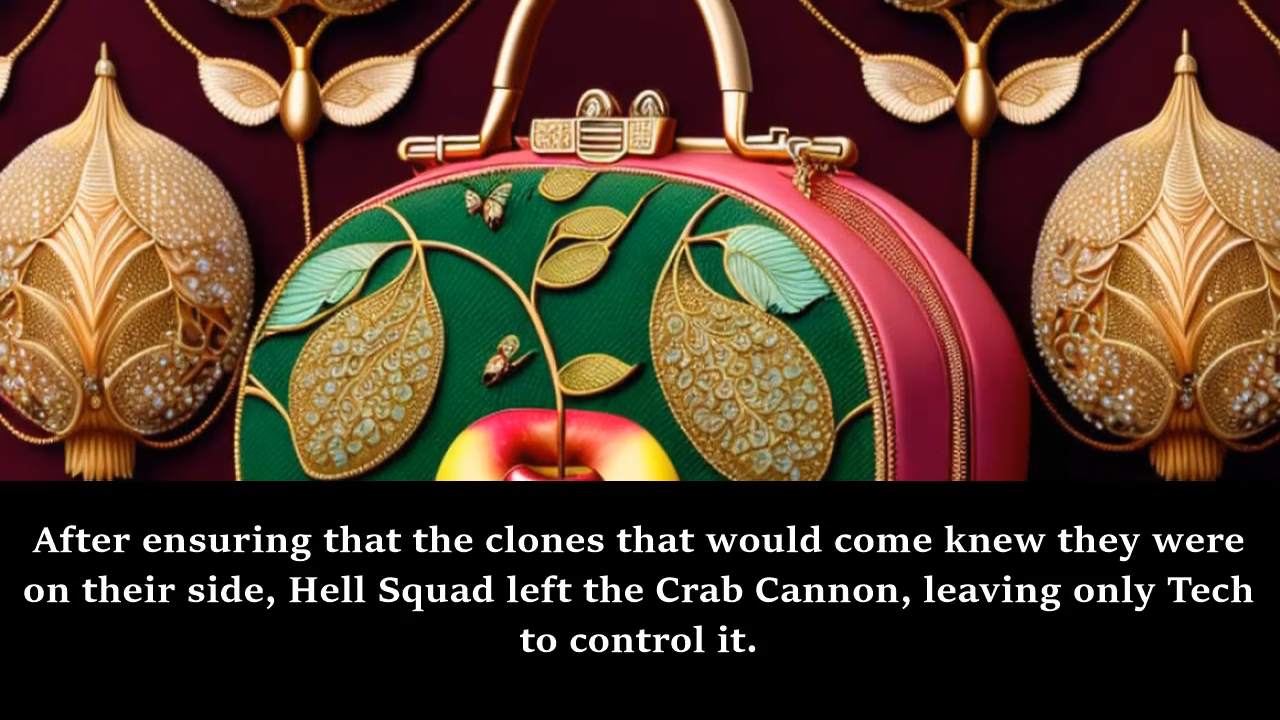 After ensuring that the clones that would come knew they were
on their side, Hell Squad left the Crab Cannon, leaving only Tech
to control it.